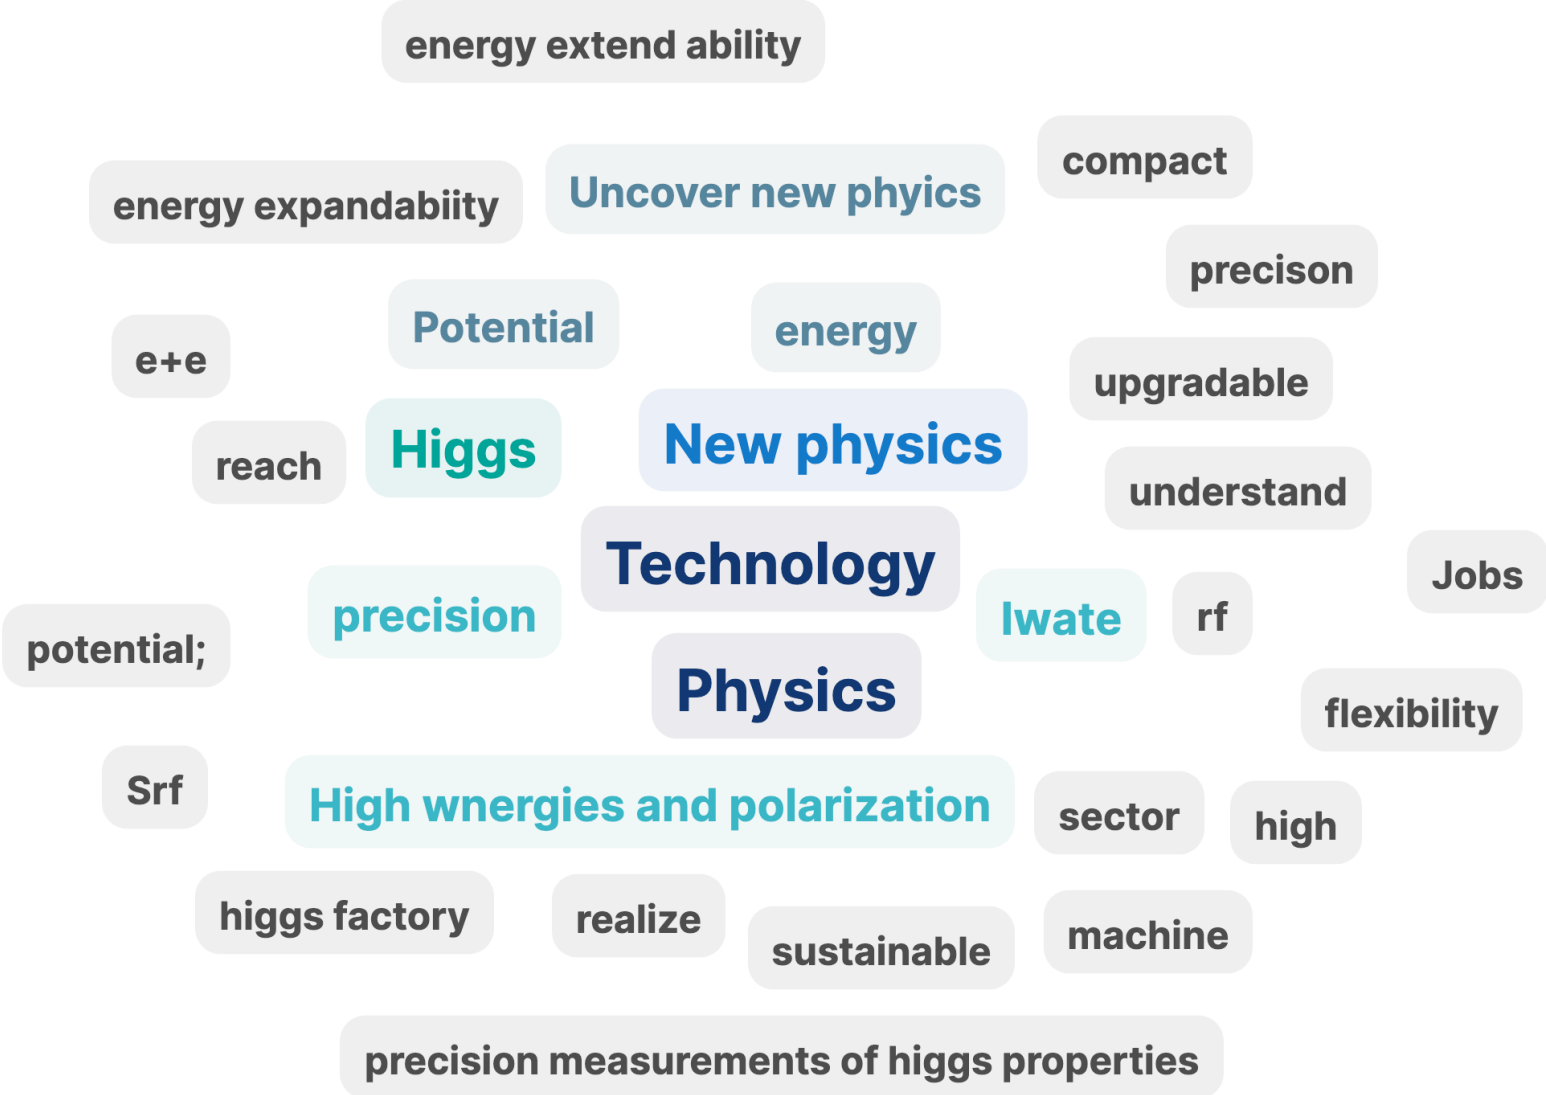 energy extend ability
compact
energy expandabiity
Uncover new phyics
precison
Potential
energy
e+e
upgradable
reach
Higgs
New physics
understand
Technology
Jobs
precision
Iwate
rf
potential;
Physics
flexibility
Srf
High wnergies and polarization
sector
high
higgs factory
realize
sustainable
machine
precision measurements of higgs properties